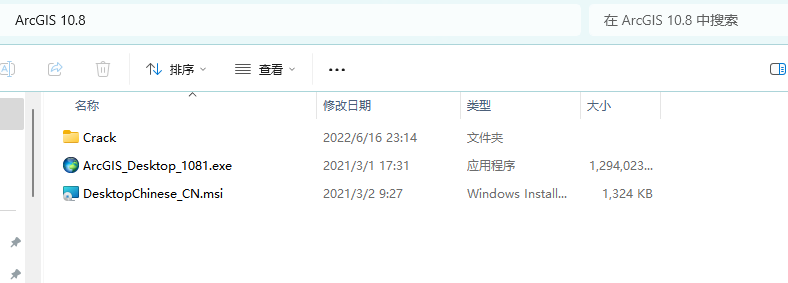 ArcGIS 10.8 在 ArcGIS 10.8 中搜索
排序 查看 ...
名称 修改日期 类型 大小
Crack 2022/6/16 23:14 文件夹
ArcGIS_Desktop_1081.exe 2021/3/1 17:31 应用程序 1,294,023...
DesktopChinese_CN.msi 2021/3/2 9:27 Windows Install... 1,324 KB